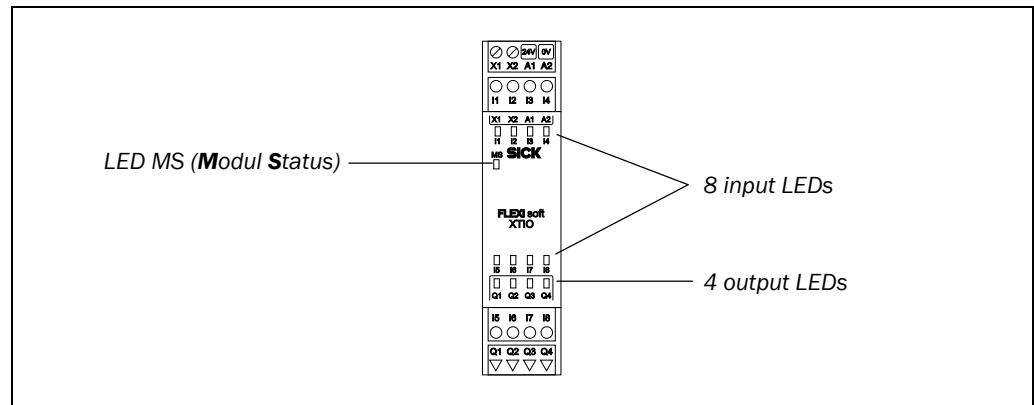 24V 0V
X1 X2 A1 A2
I1 I2 I3 I4
X1 X2 A1 A2
I1 I2 I3 I4
MS SICK
LED MS (Modul Status)
8 input LEDs
FLEXI soft
XTIO
I5 I6 I7 I8
Q1 Q2 Q3 Q4
4 output LEDs
I5 I6 I7 I8
Q1 Q2 Q3 Q4